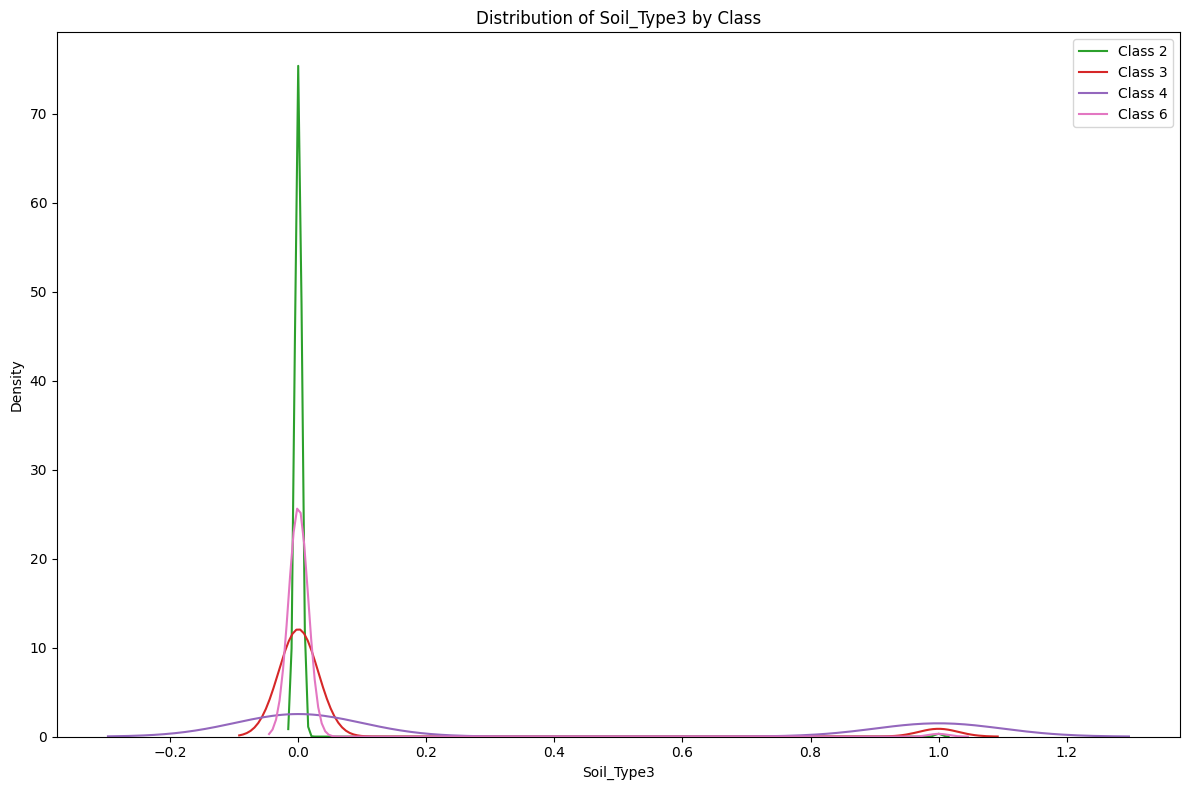 Distribution of Soil_Type3 by Class
Class 2
Class 3
Class 4
Class 6
70
60
50
40
30
20
10
0
Density
−0.2
0.0
0.2
0.4
0.6
0.8
1.0
1.2
Soil_Type3